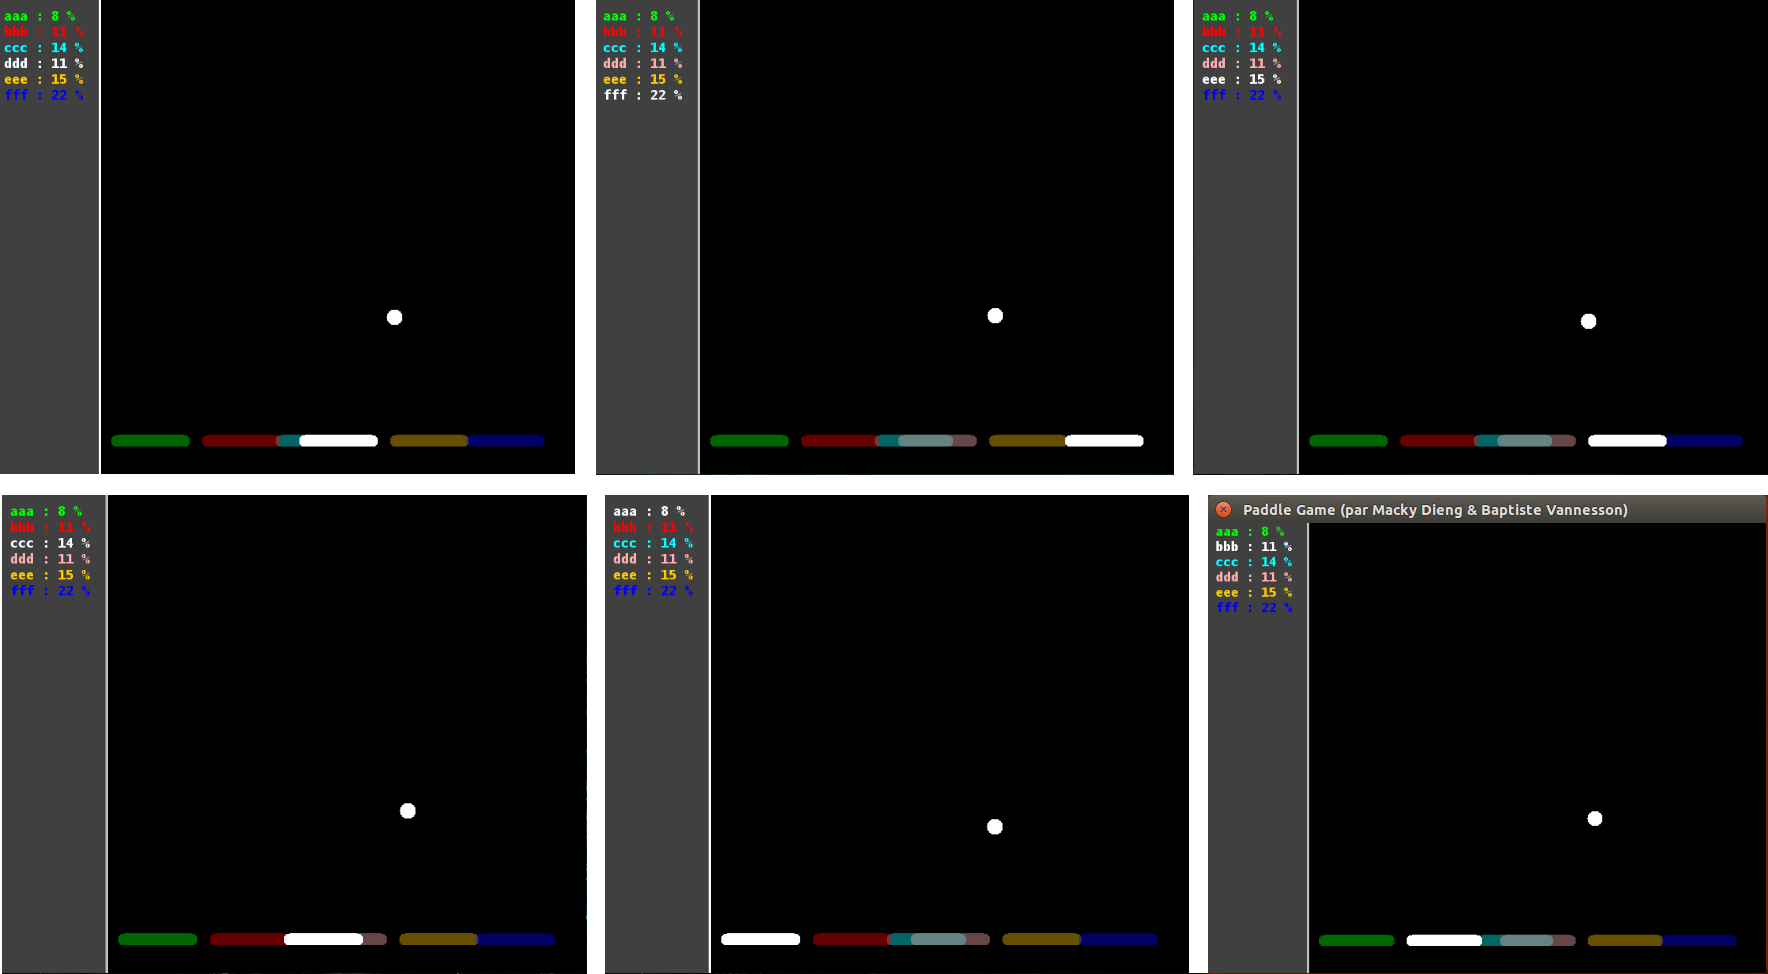 aaa : 8 %
bbb : 11 %
ccc : 14 %
ddd : 11 %
eee : 15 %
fff : 22 %
aaa : 8 %
bbb : 11 %
ccc : 14 %
ddd : 11 %
eee : 15 %
fff : 22 %
aaa : 8 %
bbb : 11 %
ccc : 14 %
ddd : 11 %
eee : 15 %
fff : 22 %
aaa : 8 %
bbb : 11 %
ccc : 14 %
ddd : 11 %
eee : 15 %
fff : 22 %
aaa : 8 %
bbb : 11 %
ccc : 14 %
ddd : 11 %
eee : 15 %
fff : 22 %
Paddle Game (par Macky Dieng & Baptiste Vannesson)
aaa : 8 %
bbb : 11 %
ccc : 14 %
ddd : 11 %
eee : 15 %
fff : 22 %